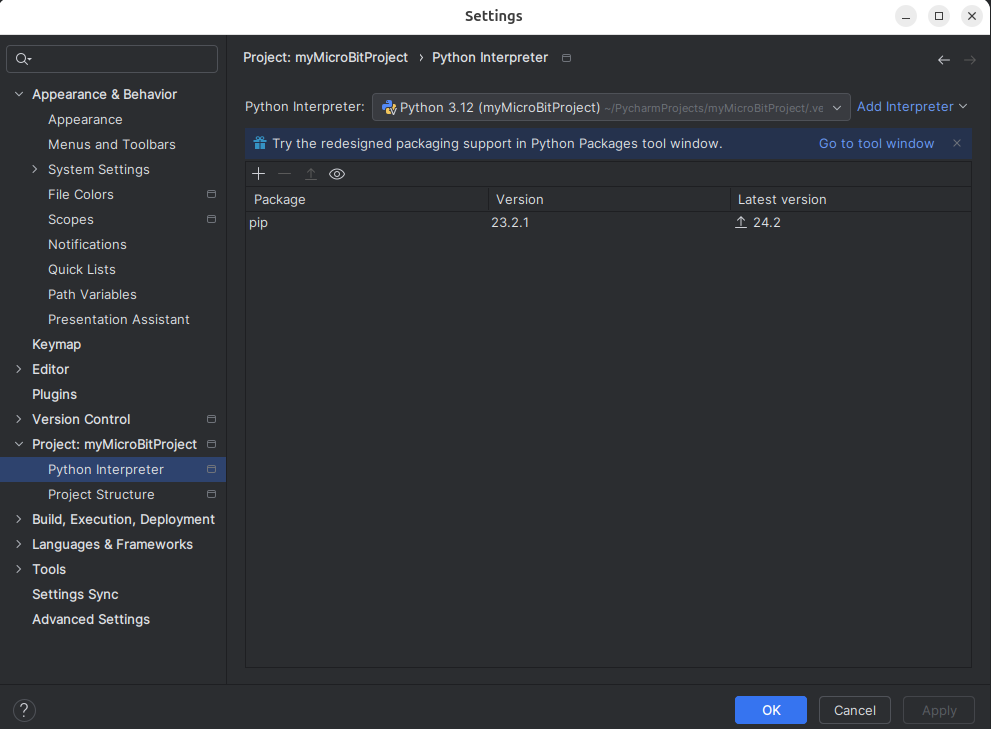 Settings
Project: myMicroBitProject › Python Interpreter
Appearance & Behavior
Appearance
Menus and Toolbars
System Settings
File Colors
Scopes
Notifications
Quick Lists
Path Variables
Presentation Assistant
Keymap
Editor
Plugins
Version Control
Project: myMicroBitProject
Python Interpreter
Project Structure
Build, Execution, Deployment
Languages & Frameworks
Tools
Settings Sync
Advanced Settings
Python Interpreter: Python 3.12 (myMicroBitProject) ~/PycharmProjects/myMicroBitProject/.ve Add Interpreter
Try the redesigned packaging support in Python Packages tool window. Go to tool window
Package Version Latest version
pip 23.2.1 24.2
? OK Cancel Apply